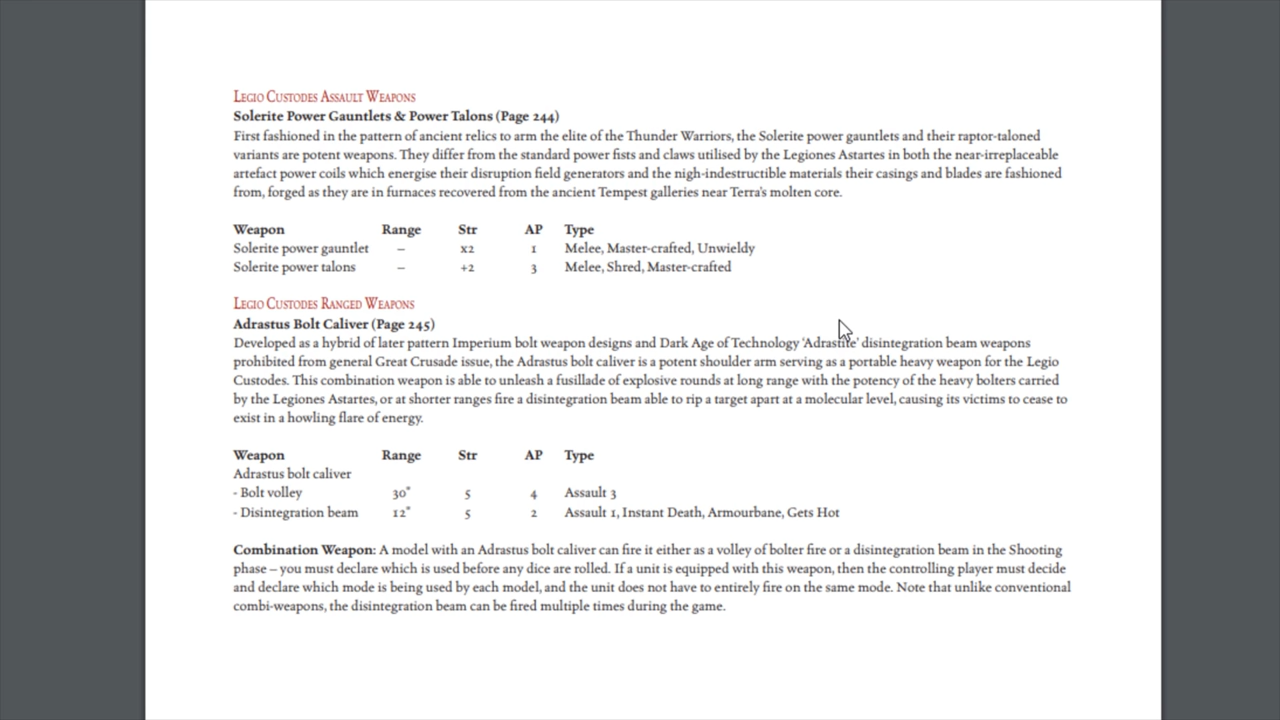 Legio Custodes Assault Weapons
Solerite Power Gauntlets & Power Talons (Page 244)
First fashioned in the pattern of ancient relics to arm the elite of the Thunder Warriors, the Solerite power gauntlets and their raptor-taloned
variants are potent weapons. They differ from the standard power fists and claws utilised by the Legiones Astartes in both the near-irreplaceable
artefact power coils which energise their disruption field generators and the nigh-indestructible materials their casings and blades are fashioned
from, forged as they are in furnaces recovered from the ancient Tempest galleries near Terra's molten core.
Weapon Range Str AP Type
Solerite power gauntlet – x2 1 Melee, Master-crafted, Unwieldy
Solerite power talons – +2 3 Melee, Shred, Master-crafted
Legio Custodes Ranged Weapons
Adrastus Bolt Caliver (Page 245)
Developed as a hybrid of later pattern Imperium bolt weapon designs and Dark Age of Technology 'Adrastite' disintegration beam weapons
prohibited from general Great Crusade issue, the Adrastus bolt caliver is a potent shoulder arm serving as a portable heavy weapon for the Legio
Custodes. This combination weapon is able to unleash a fusillade of explosive rounds at long range with the potency of the heavy bolters carried
by the Legiones Astartes, or at shorter ranges fire a disintegration beam able to rip a target apart at a molecular level, causing its victims to cease to
exist in a howling flare of energy.
Weapon Range Str AP Type
Adrastus bolt caliver
- Bolt volley 30" 5 4 Assault 3
- Disintegration beam 12" 5 2 Assault 1, Instant Death, Armourbane, Gets Hot
Combination Weapon: A model with an Adrastus bolt caliver can fire it either as a volley of bolter fire or a disintegration beam in the Shooting
phase – you must declare which is used before any dice are rolled. If a unit is equipped with this weapon, then the controlling player must decide
and declare which mode is being used by each model, and the unit does not have to entirely fire on the same mode. Note that unlike conventional
combi-weapons, the disintegration beam can be fired multiple times during the game.